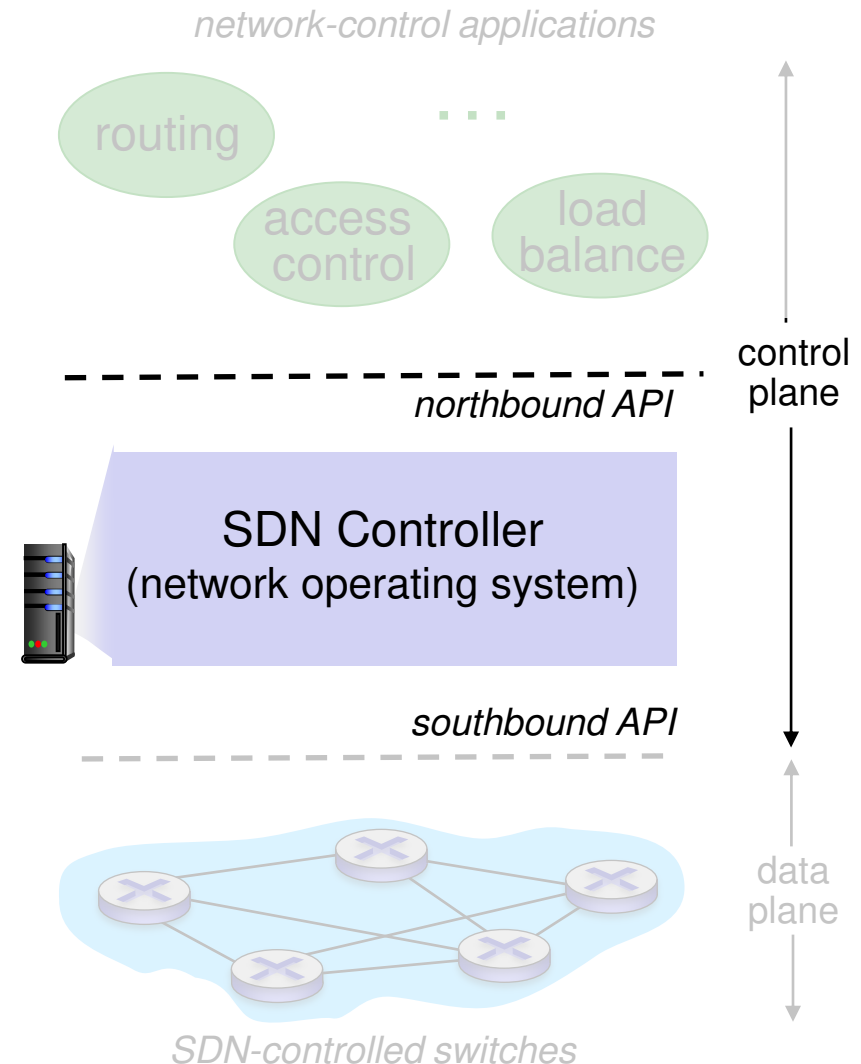 network-control applications
routing
. . .
access
control
load
balance
control
plane
northbound API
SDN Controller
(network operating system)
southbound API
data
plane
SDN-controlled switches